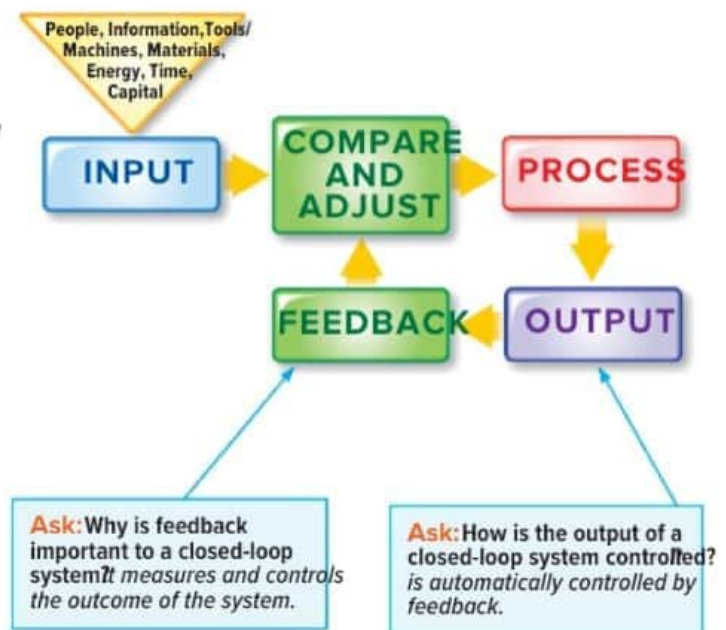 People, Information,Tools/
Machines, Materials,
Energy, Time,
Capital
INPUT
COMPARE
AND
ADJUST
PROCESS
FEEDBACK
OUTPUT
Ask: Why is feedback
important to a closed-loop
system? It measures and controls
the outcome of the system.
Ask: How is the output of a
closed-loop system controlled? It
is automatically controlled by
feedback.